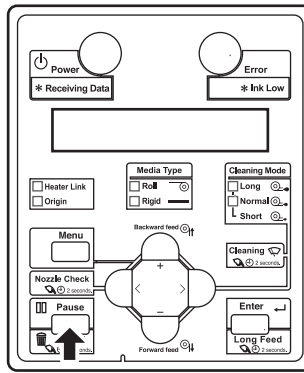 Power
Error
* Receiving Data
* Ink Low
Media Type
Cleaning Mode
Heater Link
Origin
Roll
Rigid
Long
Normal
Short
Menu
Backward feed
Cleaning
2 seconds.
Nozzle Check
2 seconds.
Pause
Enter
Forward feed
Long Feed
2 seconds.